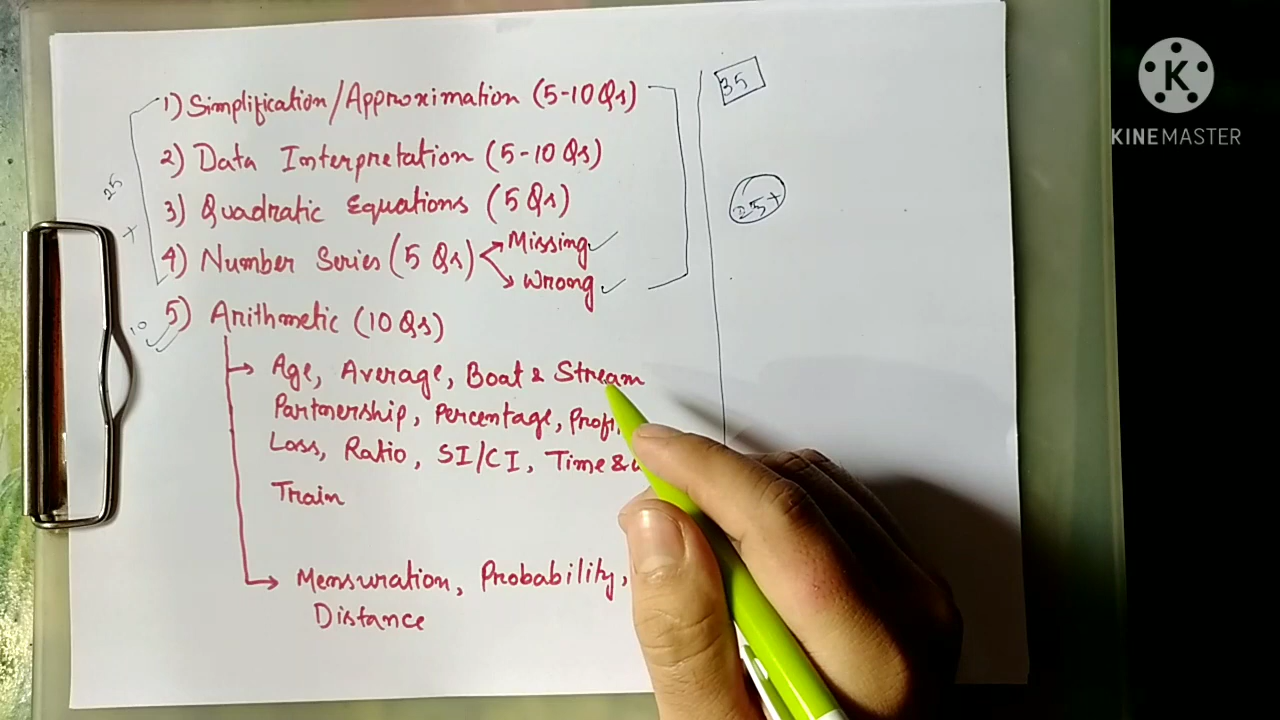 1) Simplification/Approximation (5-10 Qs)
2) Data Interpretation (5-10 Qs)
3) Quadratic Equations (5 Qs)
4) Number Series (5 Qs)
Missing
Wrong
5) Arithmetic (10 Qs)
Age, Average, Boat & Stream
Partnership, Percentage,
Loss, Ratio, SI/CI, Time &
Train
Mensuration, Probability,
Distance
25
+
10
35
25+
K
KINEMASTER